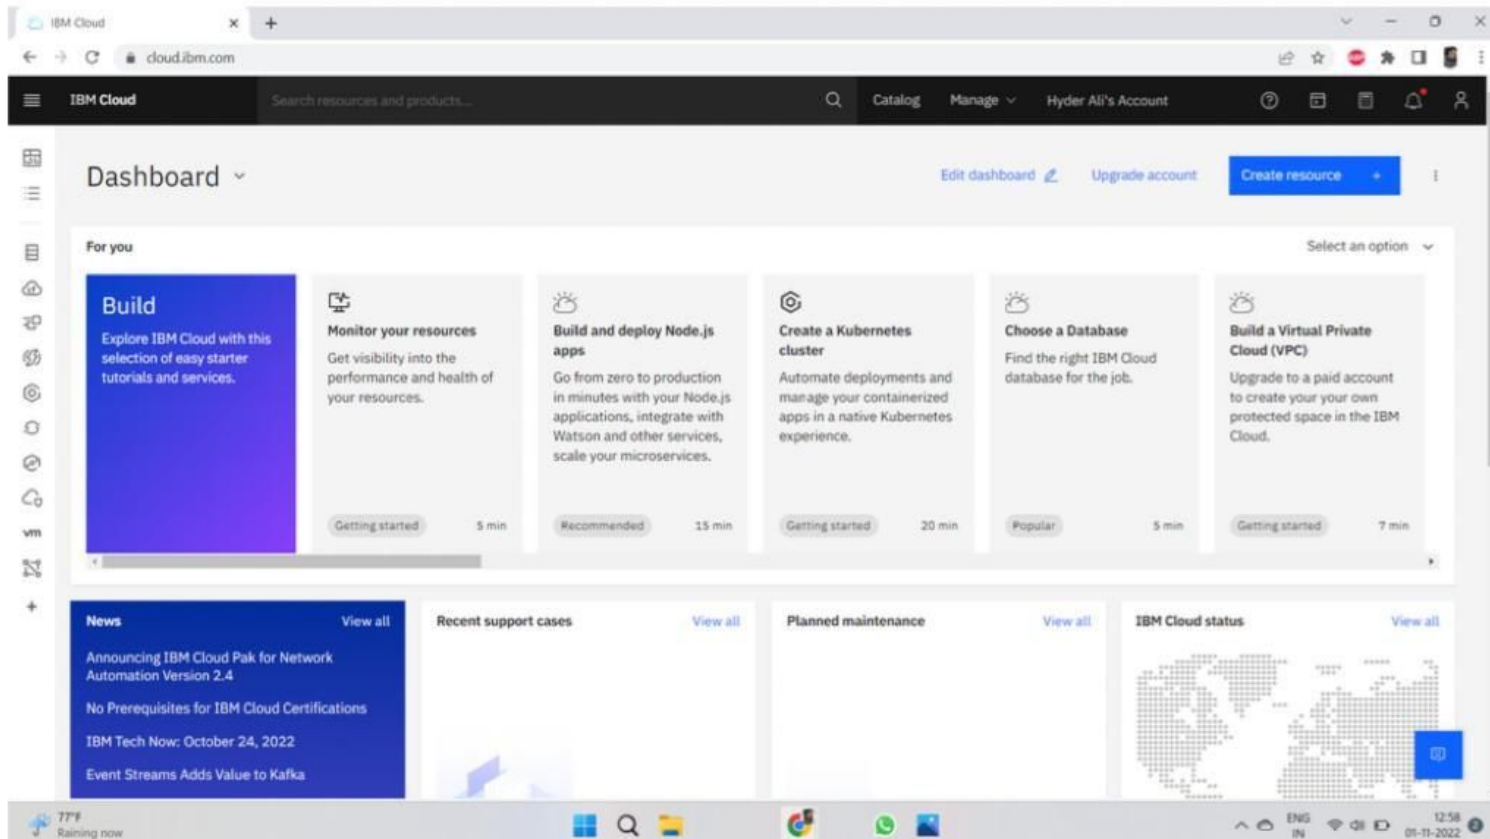 IBM Cloud
cloud.ibm.com
IBM Cloud
Search resources and products...
Catalog
Manage
Hyder Ali's Account
Dashboard
Edit dashboard
Upgrade account
Create resource +
For you
Select an option
Build
Explore IBM Cloud with this
selection of easy starter
tutorials and services.
Monitor your resources
Get visibility into the
performance and health of
your resources.
Getting started
5 min
Build and deploy Node.js
apps
Go from zero to production
in minutes with your Node.js
applications, integrate with
Watson and other services,
scale your microservices.
Recommended
15 min
Create a Kubernetes
cluster
Automate deployments and
manage your containerized
apps in a native Kubernetes
experience.
Getting started
20 min
Choose a Database
Find the right IBM Cloud
database for the job.
Popular
5 min
Build a Virtual Private
Cloud (VPC)
Upgrade to a paid account
to create your your own
protected space in the IBM
Cloud.
Getting started
7 min
vm
News
View all
Announcing IBM Cloud Pak for Network
Automation Version 2.4
No Prerequisites for IBM Cloud Certifications
IBM Tech Now: October 24, 2022
Event Streams Adds Value to Kafka
Recent support cases
View all
Planned maintenance
View all
IBM Cloud status
View all
77°F
Raining now
ENG
IN
12:58
01-11-2022
2